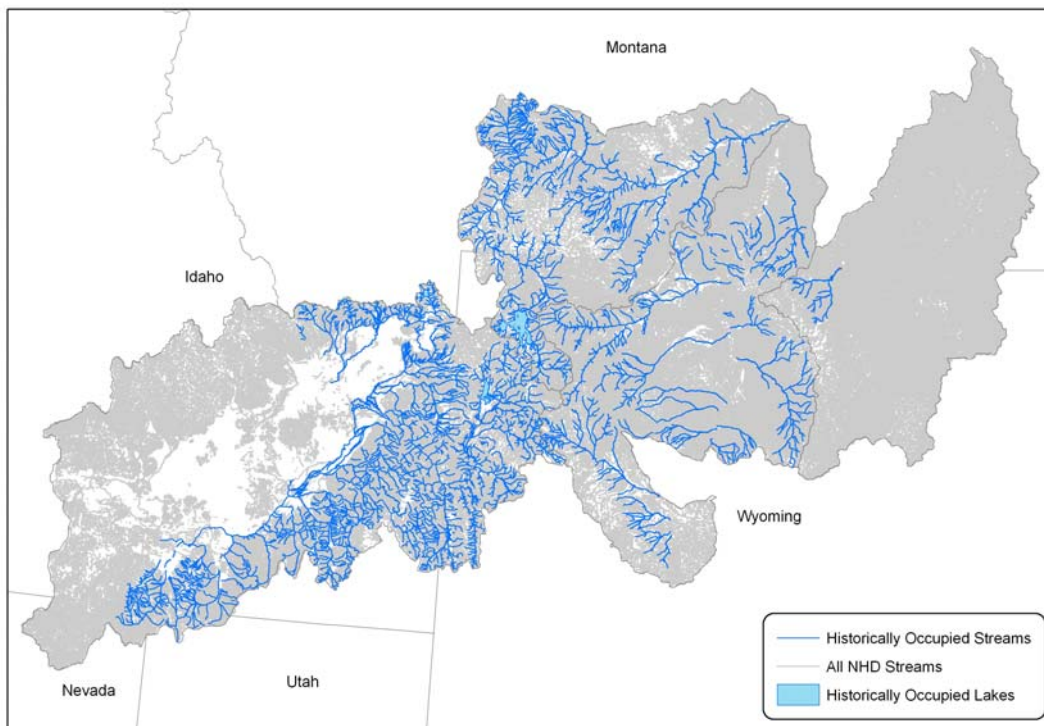 Montana
Idaho
Wyoming
Nevada
Utah
Historically Occupied Streams
All NHD Streams
Historically Occupied Lakes